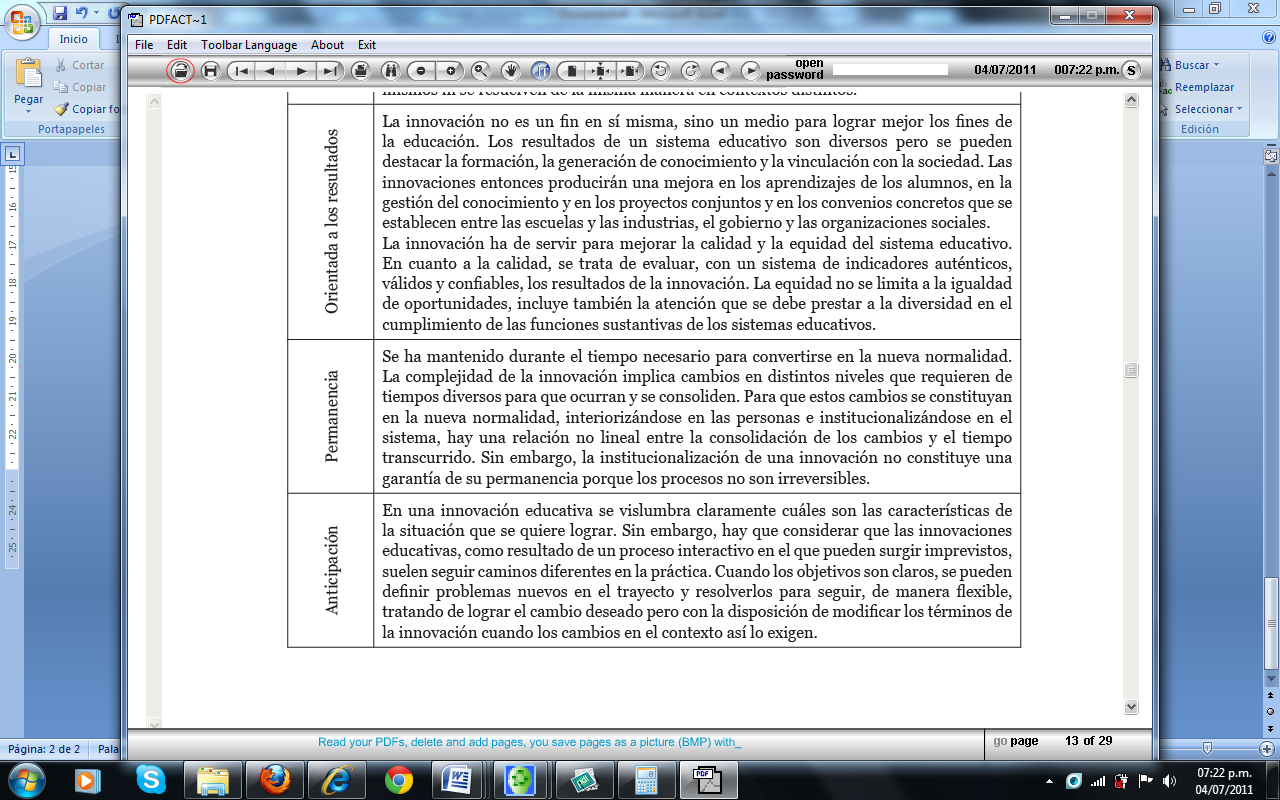 PDFACT~1
File Edit Toolbar Language About Exit
open
password
04/07/2011 007:22 p.m. S
Inicio
Cortar
Copiar
Copiar fo
Pegar
Portapapeles
Buscar
Reemplazar
Seleccionar
Edición
mismos ni se resuelven de la misma manera en contextos distintos.
Orientada a los resultados
La innovación no es un fin en sí misma, sino un medio para lograr mejor los fines de
la educación. Los resultados de un sistema educativo son diversos pero se pueden
destacar la formación, la generación de conocimiento y la vinculación con la sociedad. Las
innovaciones entonces producirán una mejora en los aprendizajes de los alumnos, en la
gestión del conocimiento y en los proyectos conjuntos y en los convenios concretos que se
establecen entre las escuelas y las industrias, el gobierno y las organizaciones sociales.
La innovación ha de servir para mejorar la calidad y la equidad del sistema educativo.
En cuanto a la calidad, se trata de evaluar, con un sistema de indicadores auténticos,
válidos y confiables, los resultados de la innovación. La equidad no se limita a la igualdad
de oportunidades, incluye también la atención que se debe prestar a la diversidad en el
cumplimiento de las funciones sustantivas de los sistemas educativos.
Permanencia
Se ha mantenido durante el tiempo necesario para convertirse en la nueva normalidad.
La complejidad de la innovación implica cambios en distintos niveles que requieren de
tiempos diversos para que ocurran y se consoliden. Para que estos cambios se constituyan
en la nueva normalidad, interiorizándose en las personas e institucionalizándose en el
sistema, hay una relación no lineal entre la consolidación de los cambios y el tiempo
transcurrido. Sin embargo, la institucionalización de una innovación no constituye una
garantía de su permanencia porque los procesos no son irreversibles.
Anticipación
En una innovación educativa se vislumbra claramente cuáles son las características de
la situación que se quiere lograr. Sin embargo, hay que considerar que las innovaciones
educativas, como resultado de un proceso interactivo en el que pueden surgir imprevistos,
suelen seguir caminos diferentes en la práctica. Cuando los objetivos son claros, se pueden
definir problemas nuevos en el trayecto y resolverlos para seguir, de manera flexible,
tratando de lograr el cambio deseado pero con la disposición de modificar los términos de
la innovación cuando los cambios en el contexto así lo exigen.
Read your PDFs, delete and add pages, you save pages as a picture (BMP) with_
go page 13 of 29
Página: 2 de 2 Pala
07:22 p.m.
04/07/2011